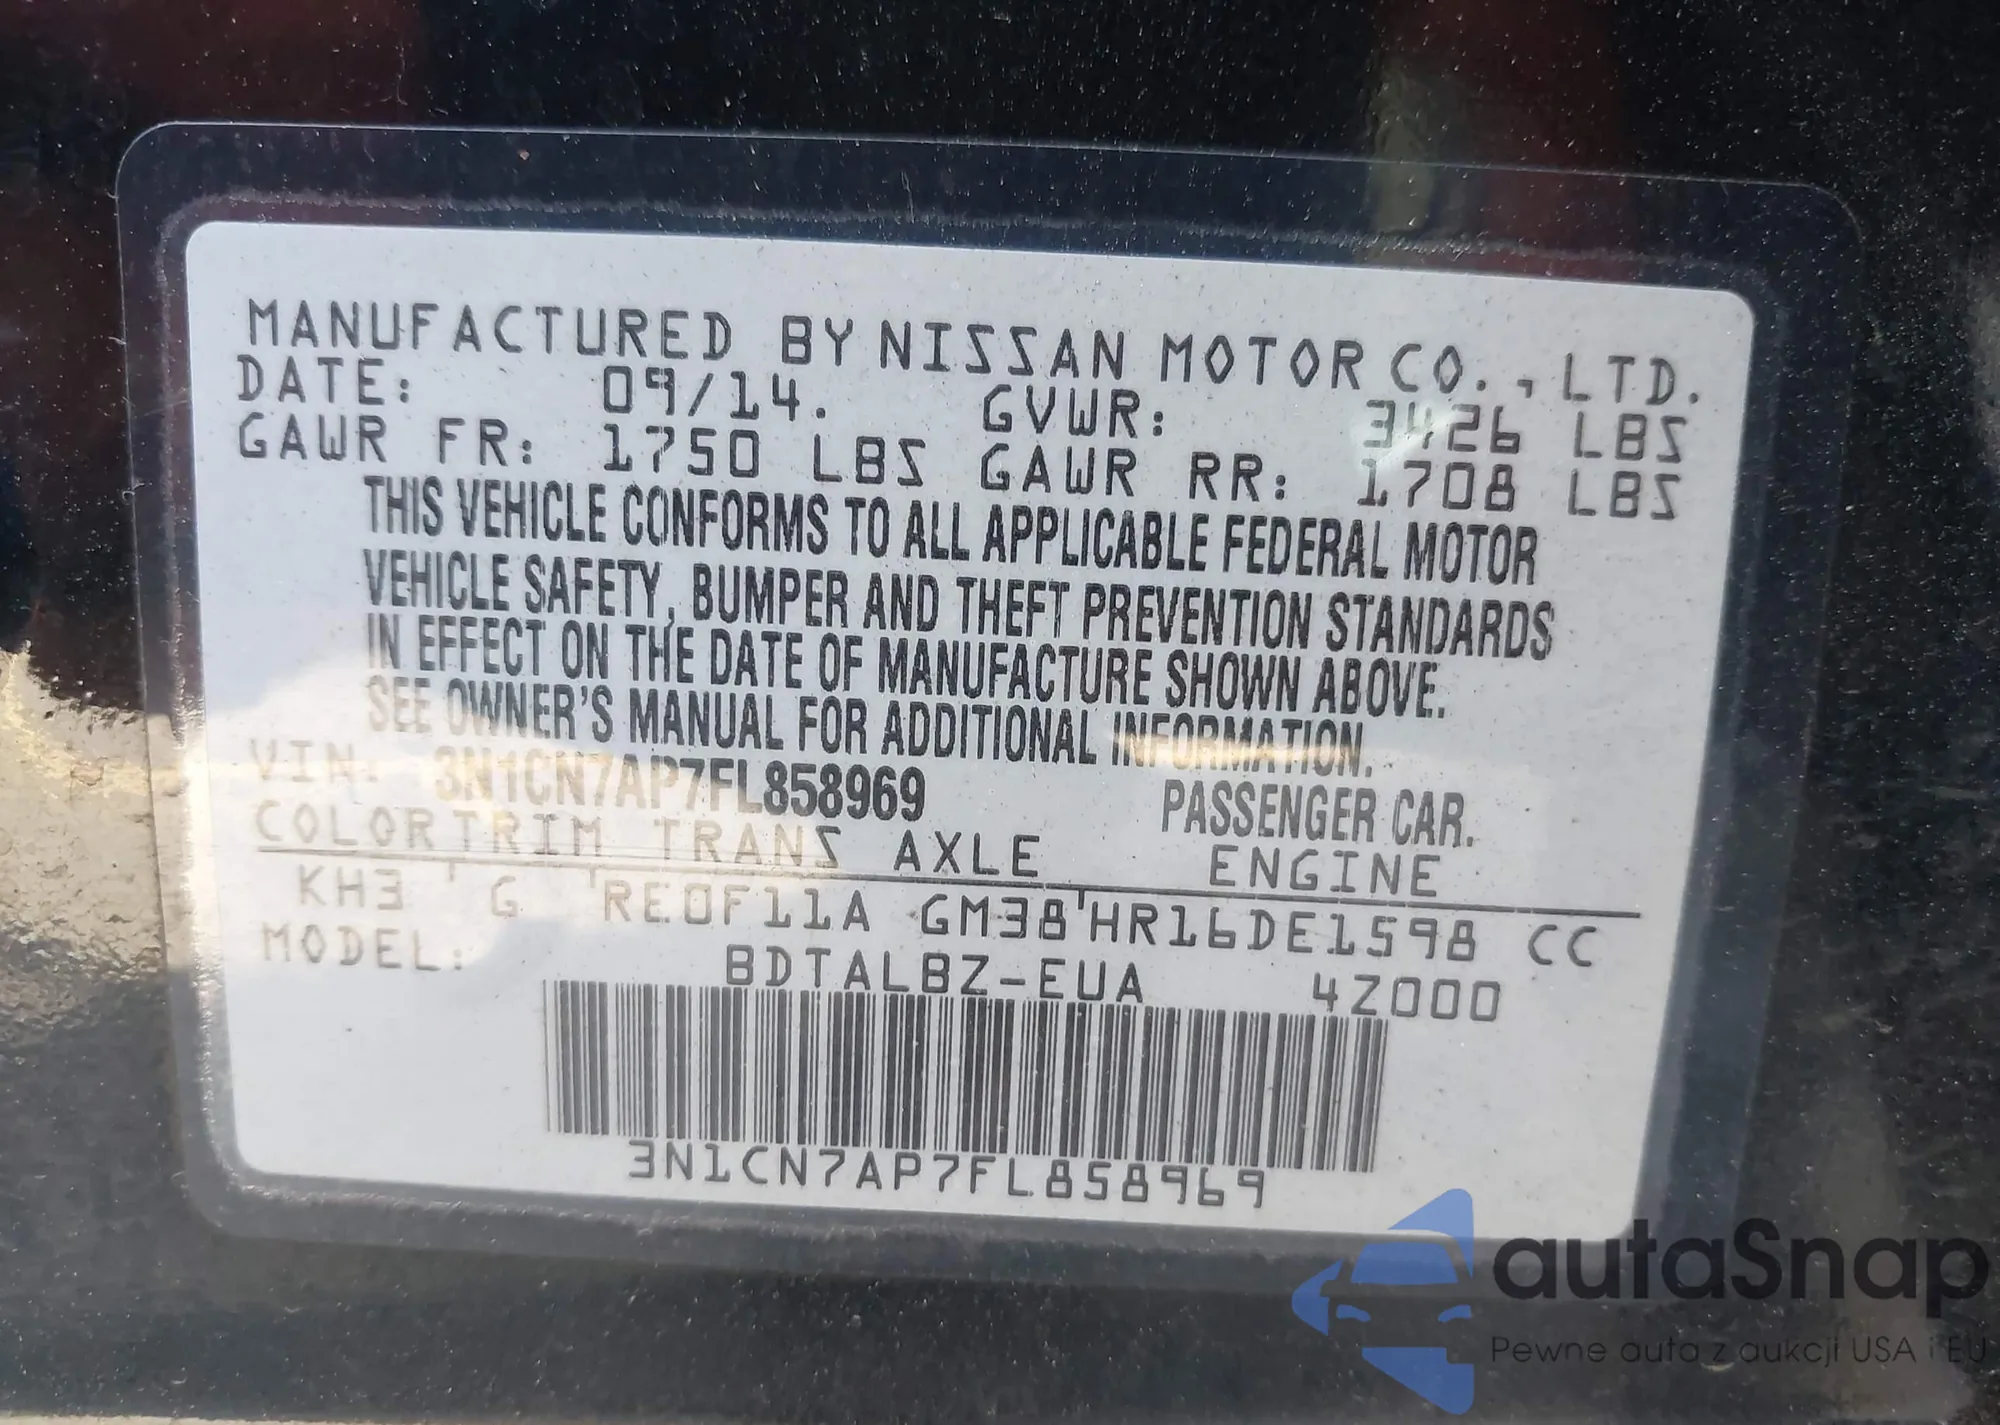 MANUFACTURED BY NISSAN MOTOR CO., LTD.
DATE: 09/14. GVWR: 3426 LBS
GAWR FR: 1750 LBS GAWR RR: 1708 LBS
THIS VEHICLE CONFORMS TO ALL APPLICABLE FEDERAL MOTOR
VEHICLE SAFETY, BUMPER AND THEFT PREVENTION STANDARDS
IN EFFECT ON THE DATE OF MANUFACTURE SHOWN ABOVE.
SEE OWNER'S MANUAL FOR ADDITIONAL INFORMATION.
VIN: 3N1CN7AP7FL858969 PASSENGER CAR.
COLOR TRIM TRANS AXLE ENGINE
KH3 G RE0F11A GM38 HR16DE1598 CC
MODEL: BDTALBZ-EUA 4Z000
3N1CN7AP7FL858969
autaSnap
Pewne auta z aukcji USA i EU